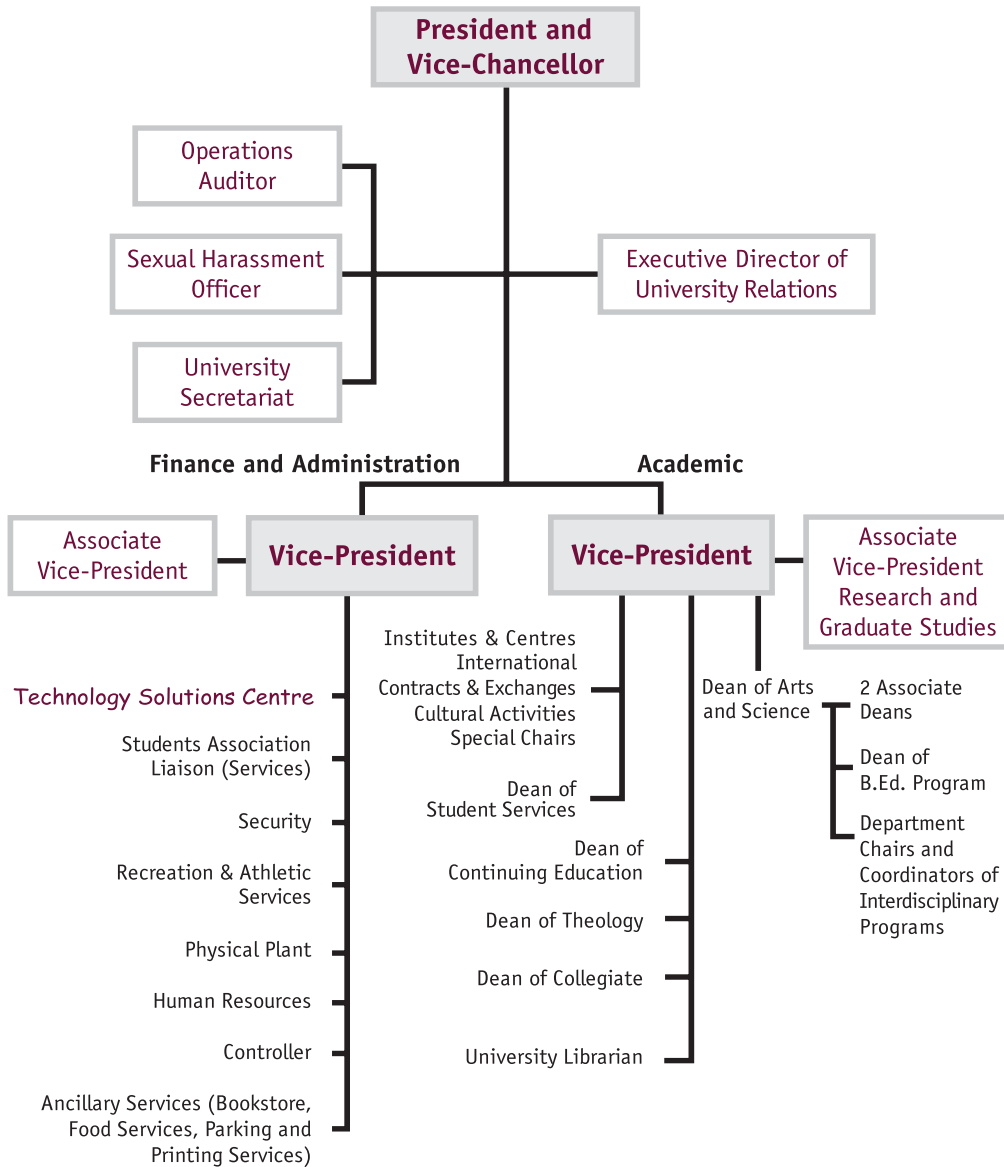 President and
Vice-Chancellor
Operations
Auditor
Sexual Harassment
Officer
Executive Director of
University Relations
University
Secretariat
Finance and Administration
Academic
Associate
Vice-President
Vice-President
Vice-President
Associate
Vice-President
Research and
Graduate Studies
Technology Solutions Centre
Students Association
Liaison (Services)
Security
Recreation & Athletic
Services
Physical Plant
Human Resources
Controller
Ancillary Services (Bookstore,
Food Services, Parking and
Printing Services)
Institutes & Centres
International
Contracts & Exchanges
Cultural Activities
Special Chairs
Dean of
Student Services
Dean of
Continuing Education
Dean of Theology
Dean of Collegiate
University Librarian
Dean of Arts
and Science
2 Associate
Deans
Dean of
B.Ed. Program
Department
Chairs and
Coordinators of
Interdisciplinary
Programs